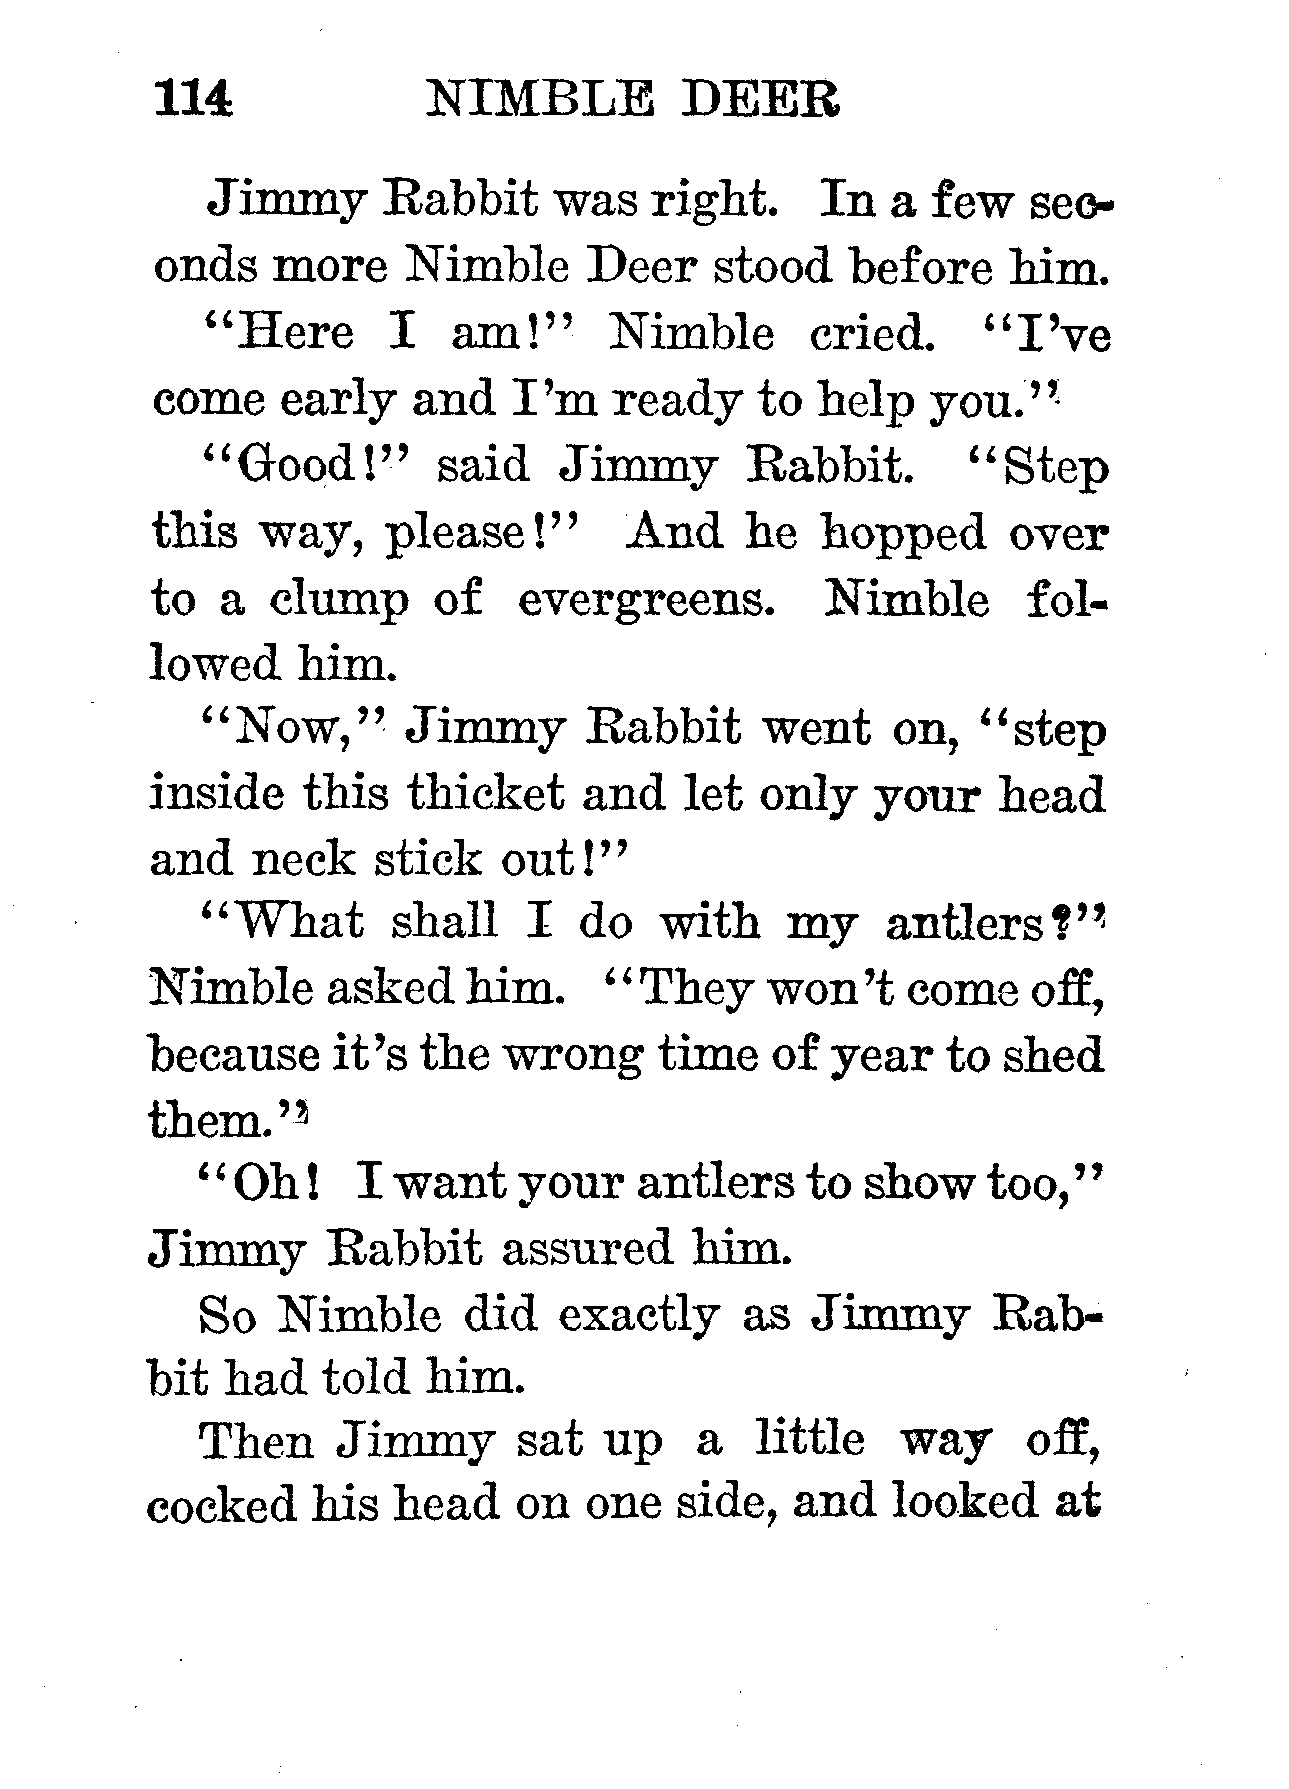 114 NIMBLE DEER
Jimmy Rabbit was right. In a few sec-
onds more Nimble Deer stood before him.
"Here I am!" Nimble cried. "I've
come early and I'm ready to help you."
"Good!" said Jimmy Rabbit. "Step
this way, please!" And he hopped over
to a clump of evergreens. Nimble fol-
lowed him.
"Now," Jimmy Rabbit went on, "step
inside this thicket and let only your head
and neck stick out!"
"What shall I do with my antlers?"
Nimble asked him. "They won't come off,
because it's the wrong time of year to shed
them."
"Oh! I want your antlers to show too,"
Jimmy Rabbit assured him.
So Nimble did exactly as Jimmy Rab-
bit had told him.
Then Jimmy sat up a little way off,
cocked his head on one side, and looked at